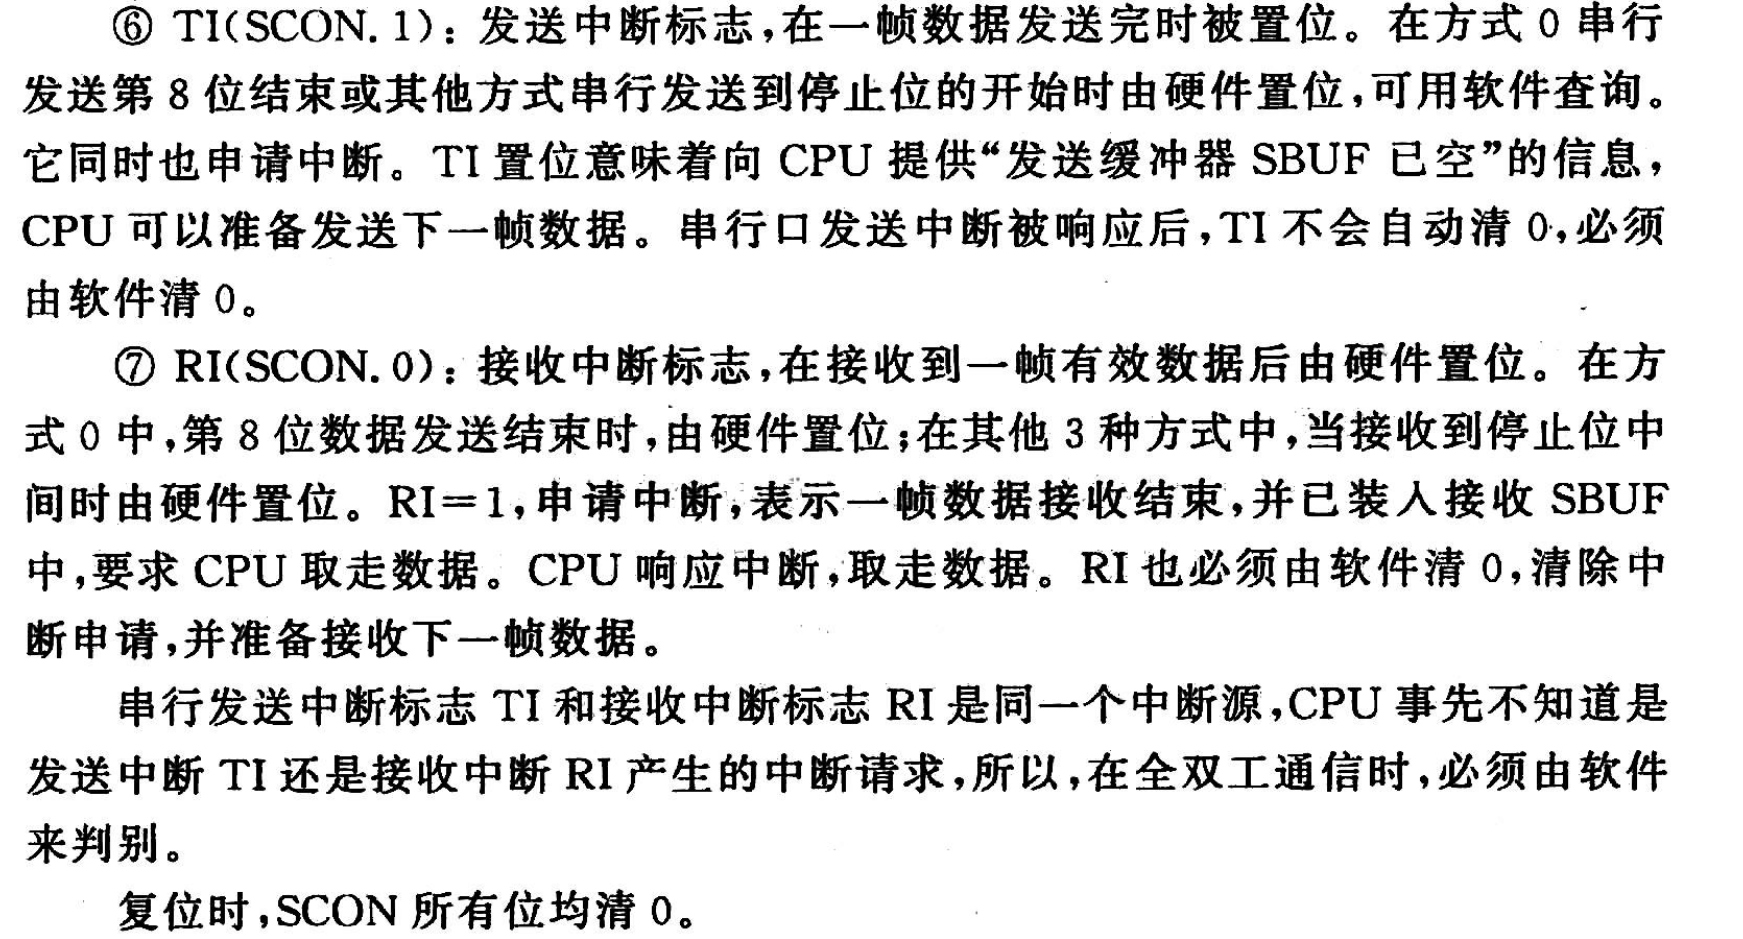 ⑥ TI(SCON.1)：发送中断标志，在一帧数据发送完时被置位。在方式 0 串行
发送第 8 位结束或其他方式串行发送到停止位的开始时由硬件置位，可用软件查询。
它同时也申请中断。TI 置位意味着向 CPU 提供“发送缓冲器 SBUF 已空”的信息，
CPU 可以准备发送下一帧数据。串行口发送中断被响应后，TI 不会自动清 0，必须
由软件清 0。
⑦ RI(SCON.0)：接收中断标志，在接收到一帧有效数据后由硬件置位。在方
式 0 中，第 8 位数据发送结束时，由硬件置位；在其他 3 种方式中，当接收到停止位中
间时由硬件置位。RI＝1，申请中断，表示一帧数据接收结束，并已装入接收 SBUF
中，要求 CPU 取走数据。CPU 响应中断，取走数据。RI 也必须由软件清 0，清除中
断申请，并准备接收下一帧数据。
串行发送中断标志 TI 和接收中断标志 RI 是同一个中断源，CPU 事先不知道是
发送中断 TI 还是接收中断 RI 产生的中断请求，所以，在全双工通信时，必须由软件
来判别。
复位时，SCON 所有位均清 0。